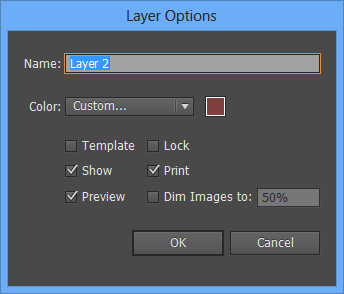 Layer Options
Name: Layer 2
Color: Custom...
Template Lock
Show Print
Preview Dim Images to: 50%
OK Cancel